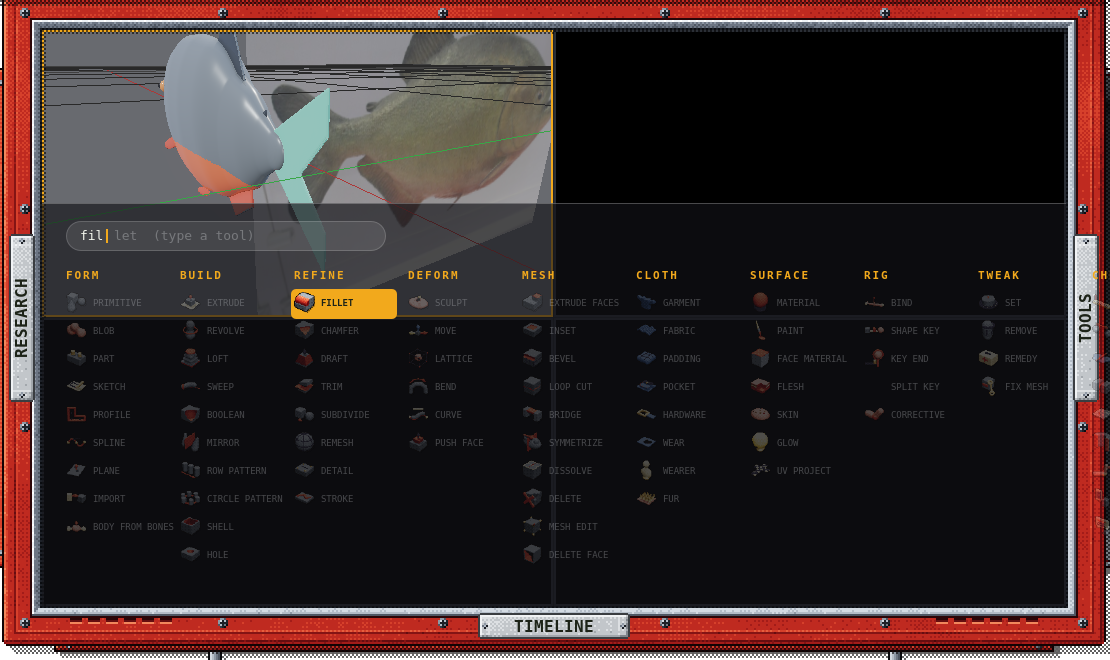 fil let (type a tool)
FORM BUILD REFINE DEFORM MESH CLOTH SURFACE RIG TWEAK
PRIMITIVE EXTRUDE FILLET SCULPT EXTRUDE FACES GARMENT MATERIAL BIND SET
BLOB REVOLVE CHAMFER MOVE INSET FABRIC PAINT SHAPE KEY REMOVE
PART LOFT DRAFT LATTICE BEVEL PADDING FACE MATERIAL KEY END REMEDY
SKETCH SWEEP TRIM BEND LOOP CUT POCKET FLESH SPLIT KEY FIX MESH
PROFILE BOOLEAN SUBDIVIDE CURVE BRIDGE HARDWARE SKIN CORRECTIVE
SPLINE MIRROR REMESH PUSH FACE SYMMETRIZE WEAR GLOW
PLANE ROW PATTERN DETAIL DISSOLVE WEARER UV PROJECT
IMPORT CIRCLE PATTERN STROKE DELETE FUR
BODY FROM BONES SHELL MESH EDIT
HOLE DELETE FACE
RESEARCH
TOOLS
TIMELINE